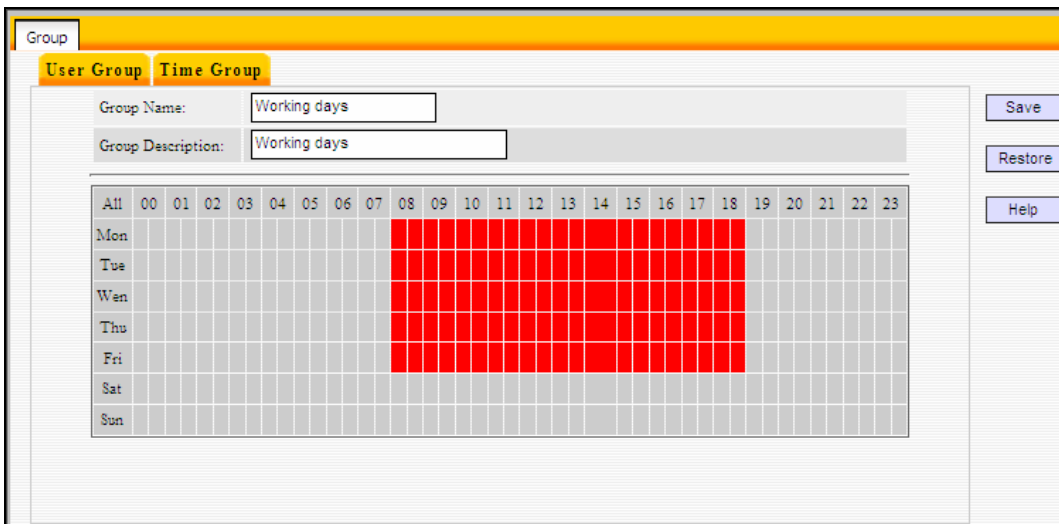 Group
User Group Time Group
Group Name: Working days
Save
Group Description: Working days
Restore
All 00 01 02 03 04 05 06 07 08 09 10 11 12 13 14 15 16 17 18 19 20 21 22 23
Help
Mon
Tue
Wen
Thu
Fri
Sat
Sun